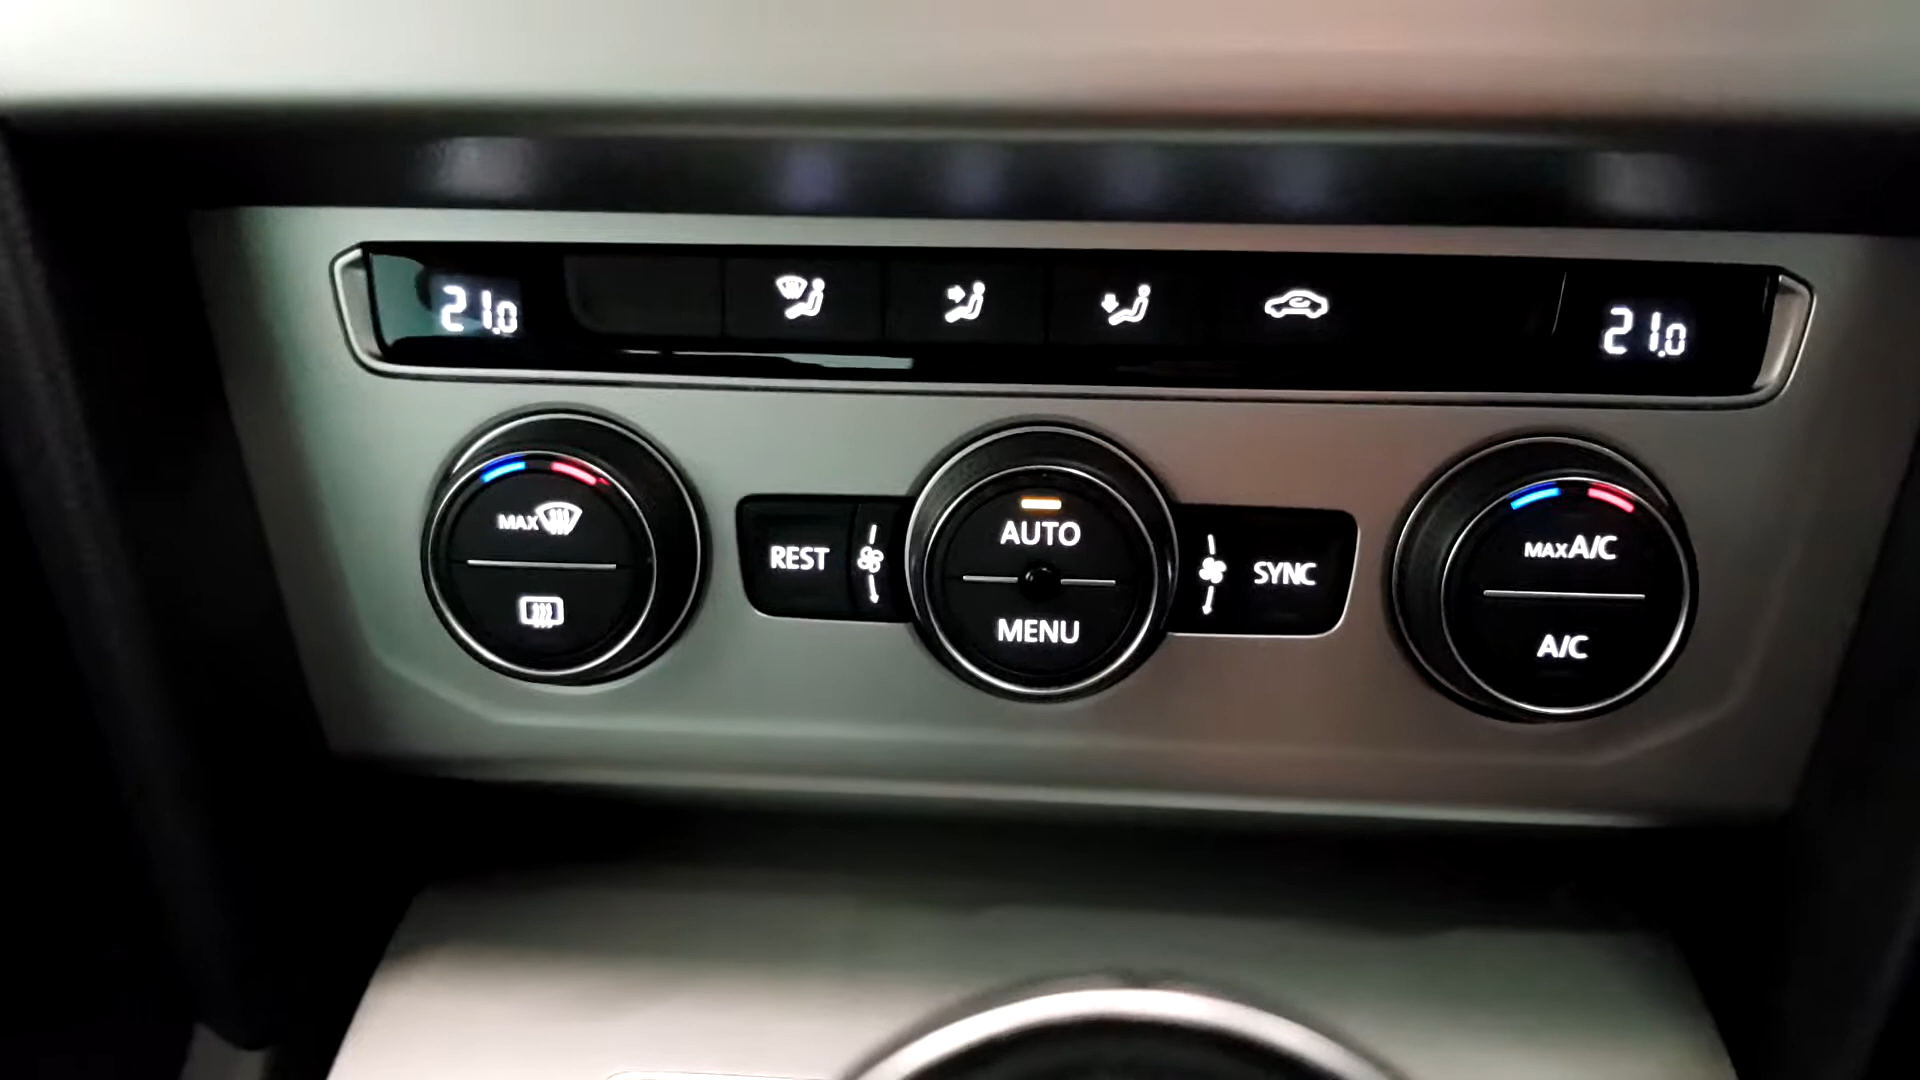 21.0
21.0
MAX
REST
AUTO
MENU
SYNC
MAX A/C
A/C